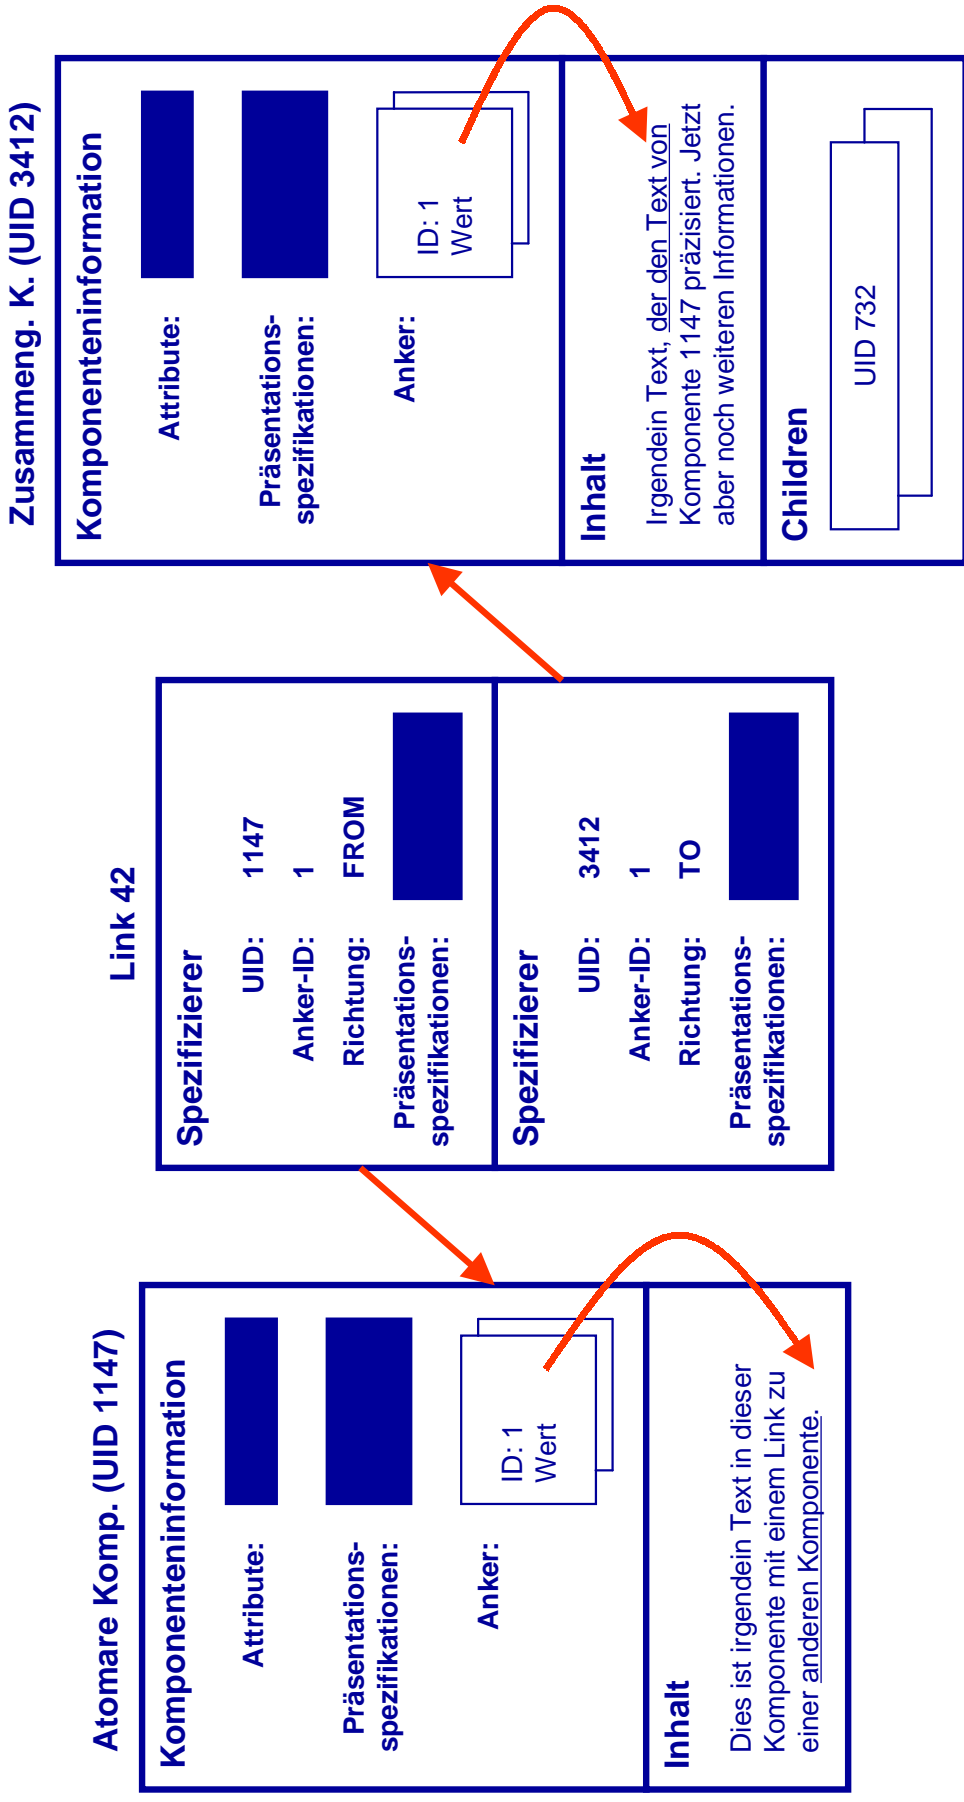 Atomare Komp. (UID 1147)
Komponenteninformation
Attribute:
Präsentations-
spezifikationen:
Anker:
ID: 1
Wert
Inhalt
Dies ist irgendein Text in dieser
Komponente mit einem Link zu
einer anderen Komponente.
Link 42
Spezifizierer
UID: 1147
Anker-ID: 1
Richtung: FROM
Präsentations-
spezifikationen:
Spezifizierer
UID: 3412
Anker-ID: 1
Richtung: TO
Präsentations-
spezifikationen:
Zusammeng. K. (UID 3412)
Komponenteninformation
Attribute:
Präsentations-
spezifikationen:
Anker:
ID: 1
Wert
Inhalt
Irgendein Text, der den Text von
Komponente 1147 präzisiert. Jetzt
aber noch weiteren Informationen.
Children
UID 732